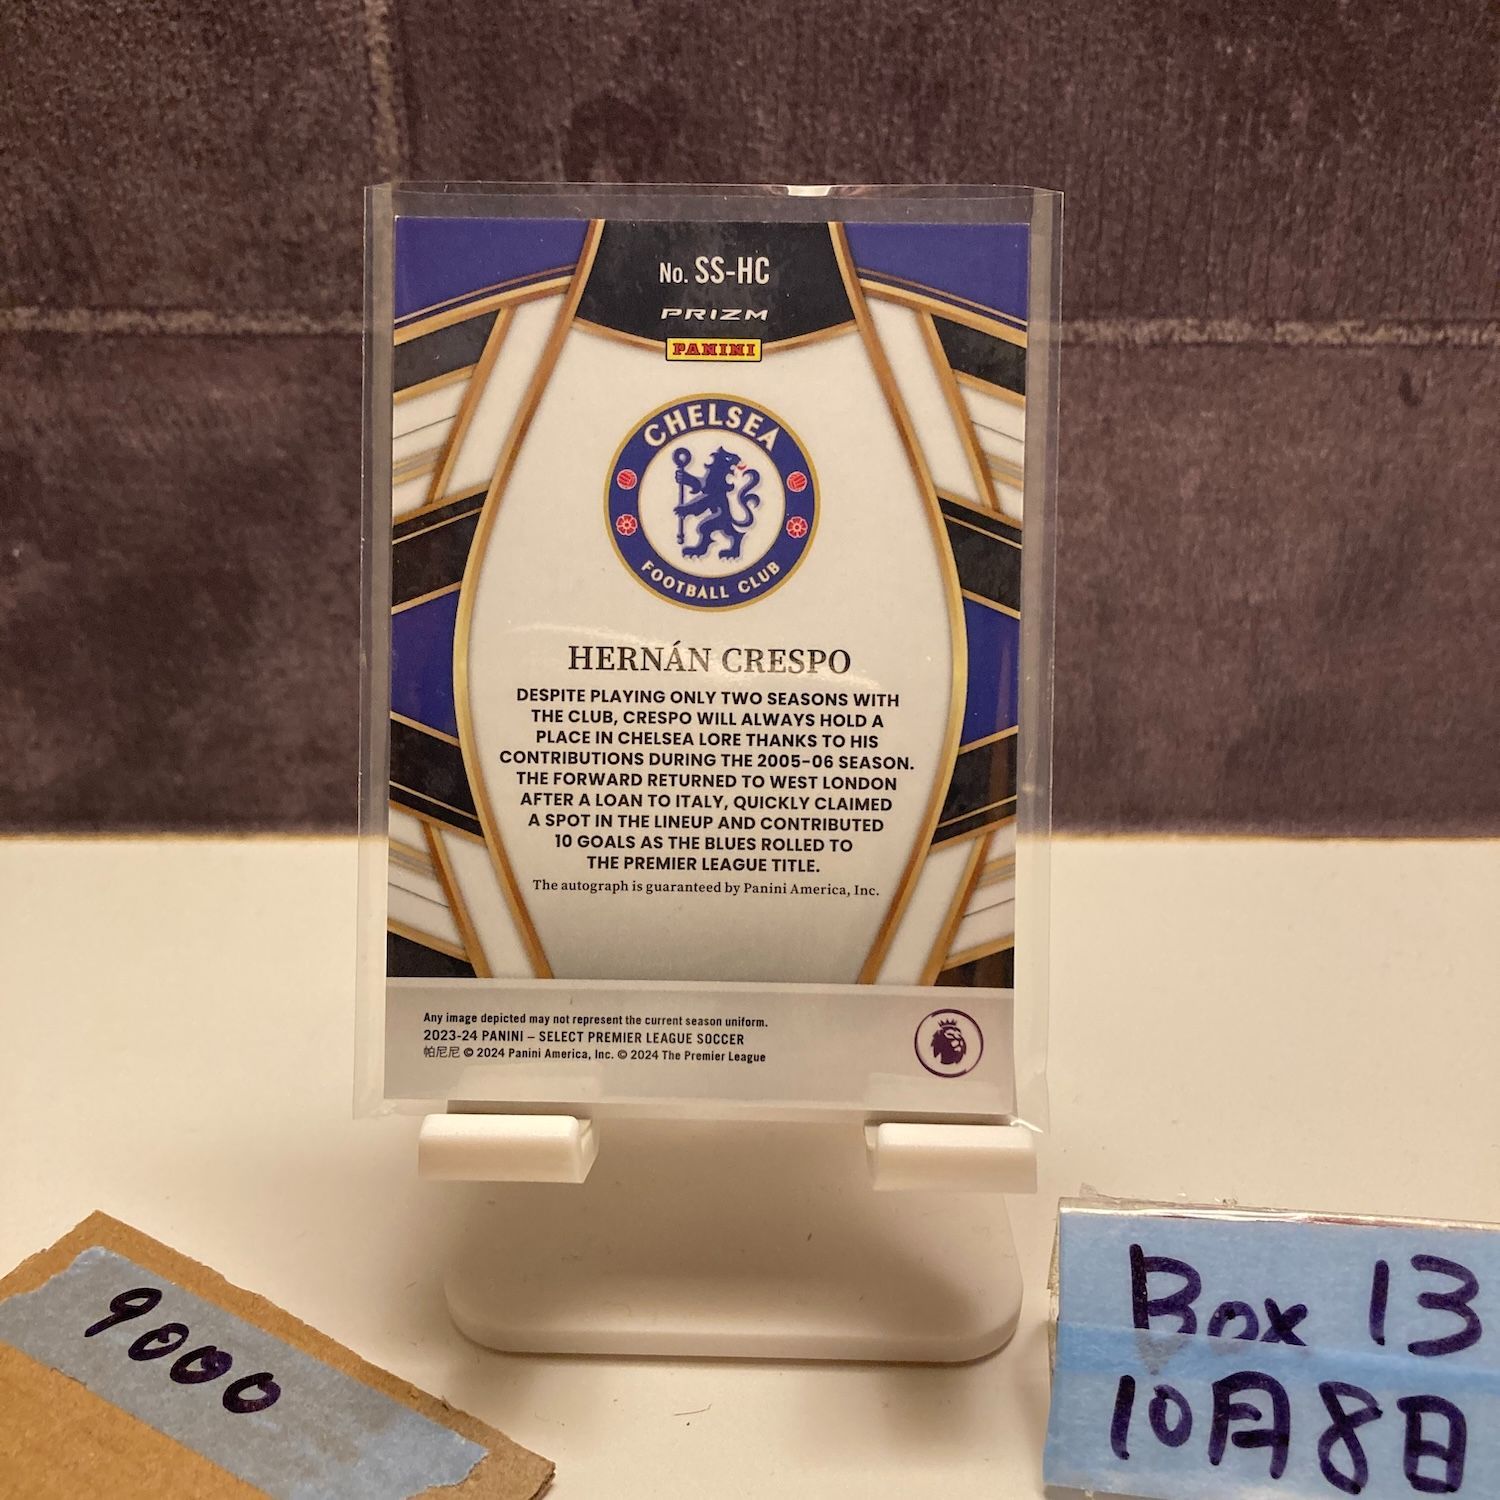 No. SS-HC
PRIZM
PANINI
CHELSEA
FOOTBALL CLUB
HERNÁN CRESPO
DESPITE PLAYING ONLY TWO SEASONS WITH
THE CLUB, CRESPO WILL ALWAYS HOLD A
PLACE IN CHELSEA LORE THANKS TO HIS
CONTRIBUTIONS DURING THE 2005-06 SEASON.
THE FORWARD RETURNED TO WEST LONDON
AFTER A LOAN TO ITALY, QUICKLY CLAIMED
A SPOT IN THE LINEUP AND CONTRIBUTED
10 GOALS AS THE BLUES ROLLED TO
THE PREMIER LEAGUE TITLE.
The autograph is guaranteed by Panini America, Inc.
Any image depicted may not represent the current season uniform.
2023-24 PANINI – SELECT PREMIER LEAGUE SOCCER
帕尼尼 © 2024 Panini America, Inc. © 2024 The Premier League
9000
Box 13
10月8日